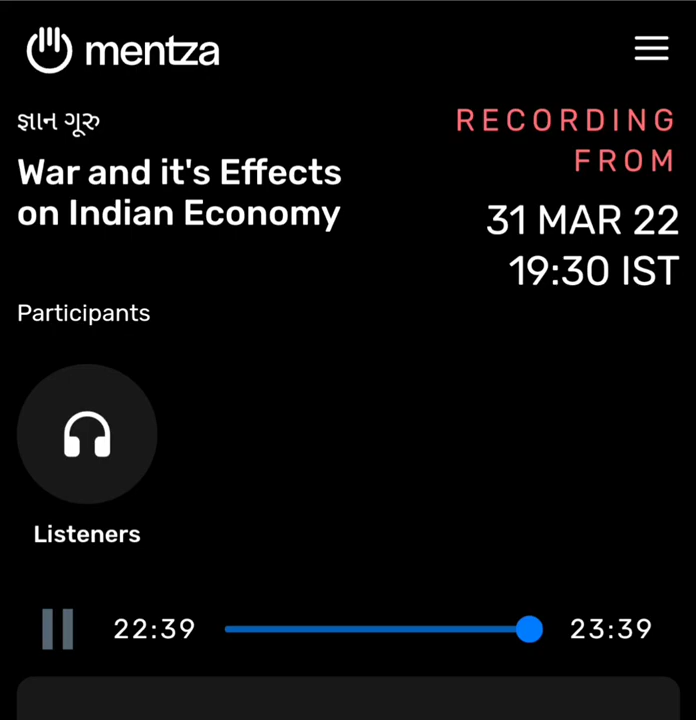 mentza
જ્ઞાન ગૂરુ
War and it's Effects
on Indian Economy
RECORDING
FROM
31 MAR 22
19:30 IST
Participants
Listeners
22:39
23:39